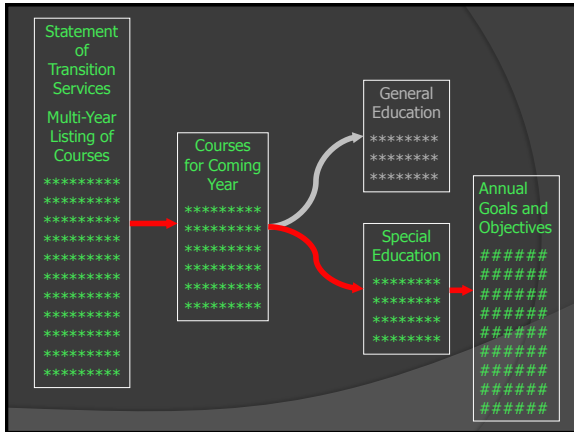 Statement
of
Transition
Services
Multi-Year
Listing of
Courses
*********
*********
*********
*********
*********
*********
*********
*********
*********
*********
*********
Courses
for Coming
Year
*********
*********
*********
*********
*********
*********
General
Education
********
********
********
Special
Education
********
********
********
********
Annual
Goals and
Objectives
######
######
######
######
######
######
######
######
######